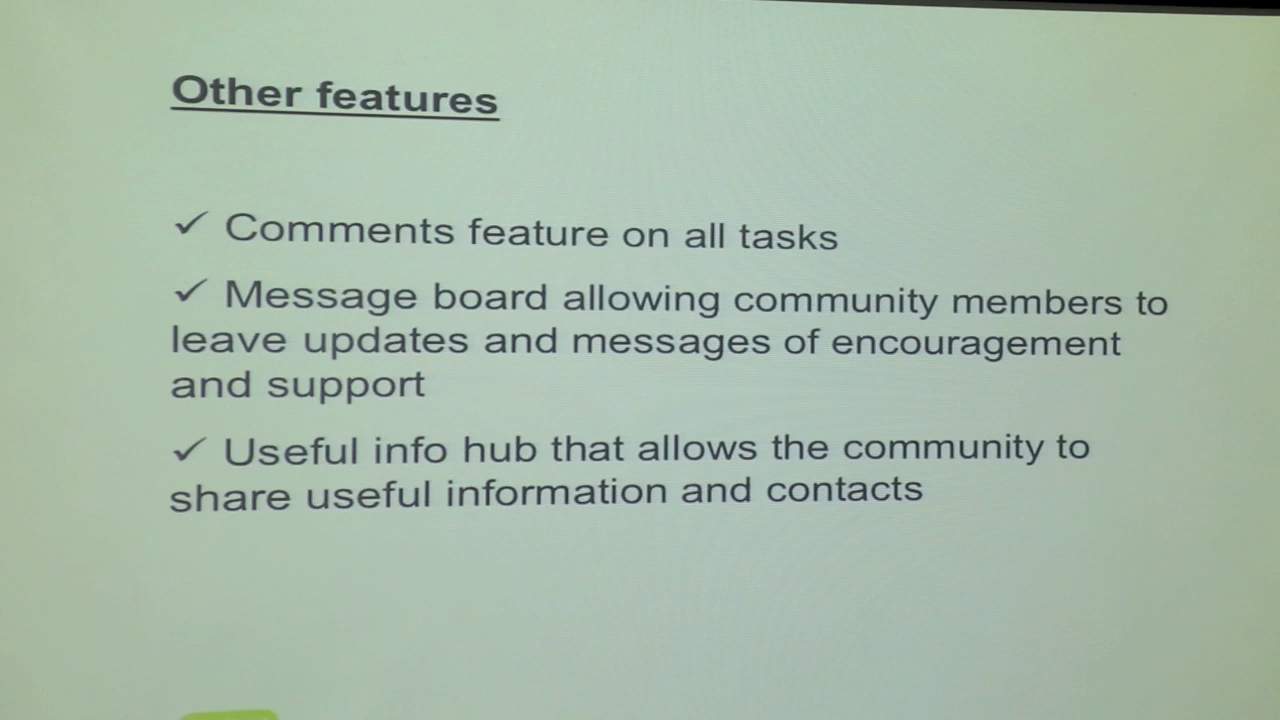 Other features
✓ Comments feature on all tasks
✓ Message board allowing community members to
leave updates and messages of encouragement
and support
✓ Useful info hub that allows the community to
share useful information and contacts